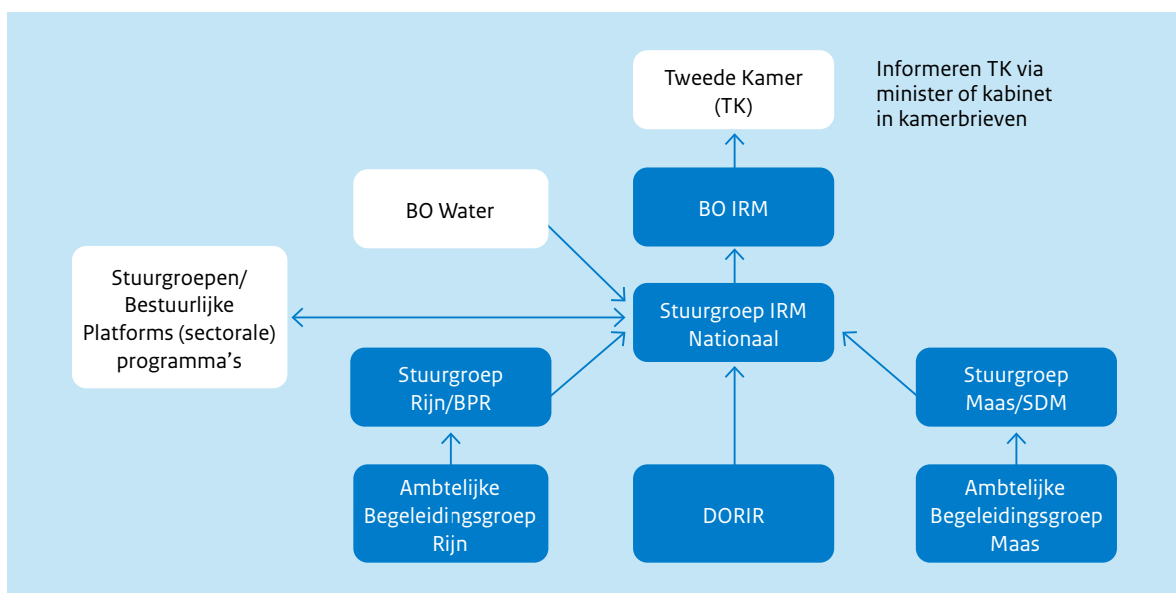 Tweede Kamer
(TK)
Informeren TK via
minister of kabinet
in kamerbrieven
BO Water
BO IRM
Stuurgroepen/
Bestuurlijke
Platforms (sectorale)
programma's
Stuurgroep IRM
Nationaal
Stuurgroep
Rijn/BPR
Stuurgroep
Maas/SDM
Ambtelijke
Begeleidingsgroep
Rijn
DORIR
Ambtelijke
Begeleidingsgroep
Maas